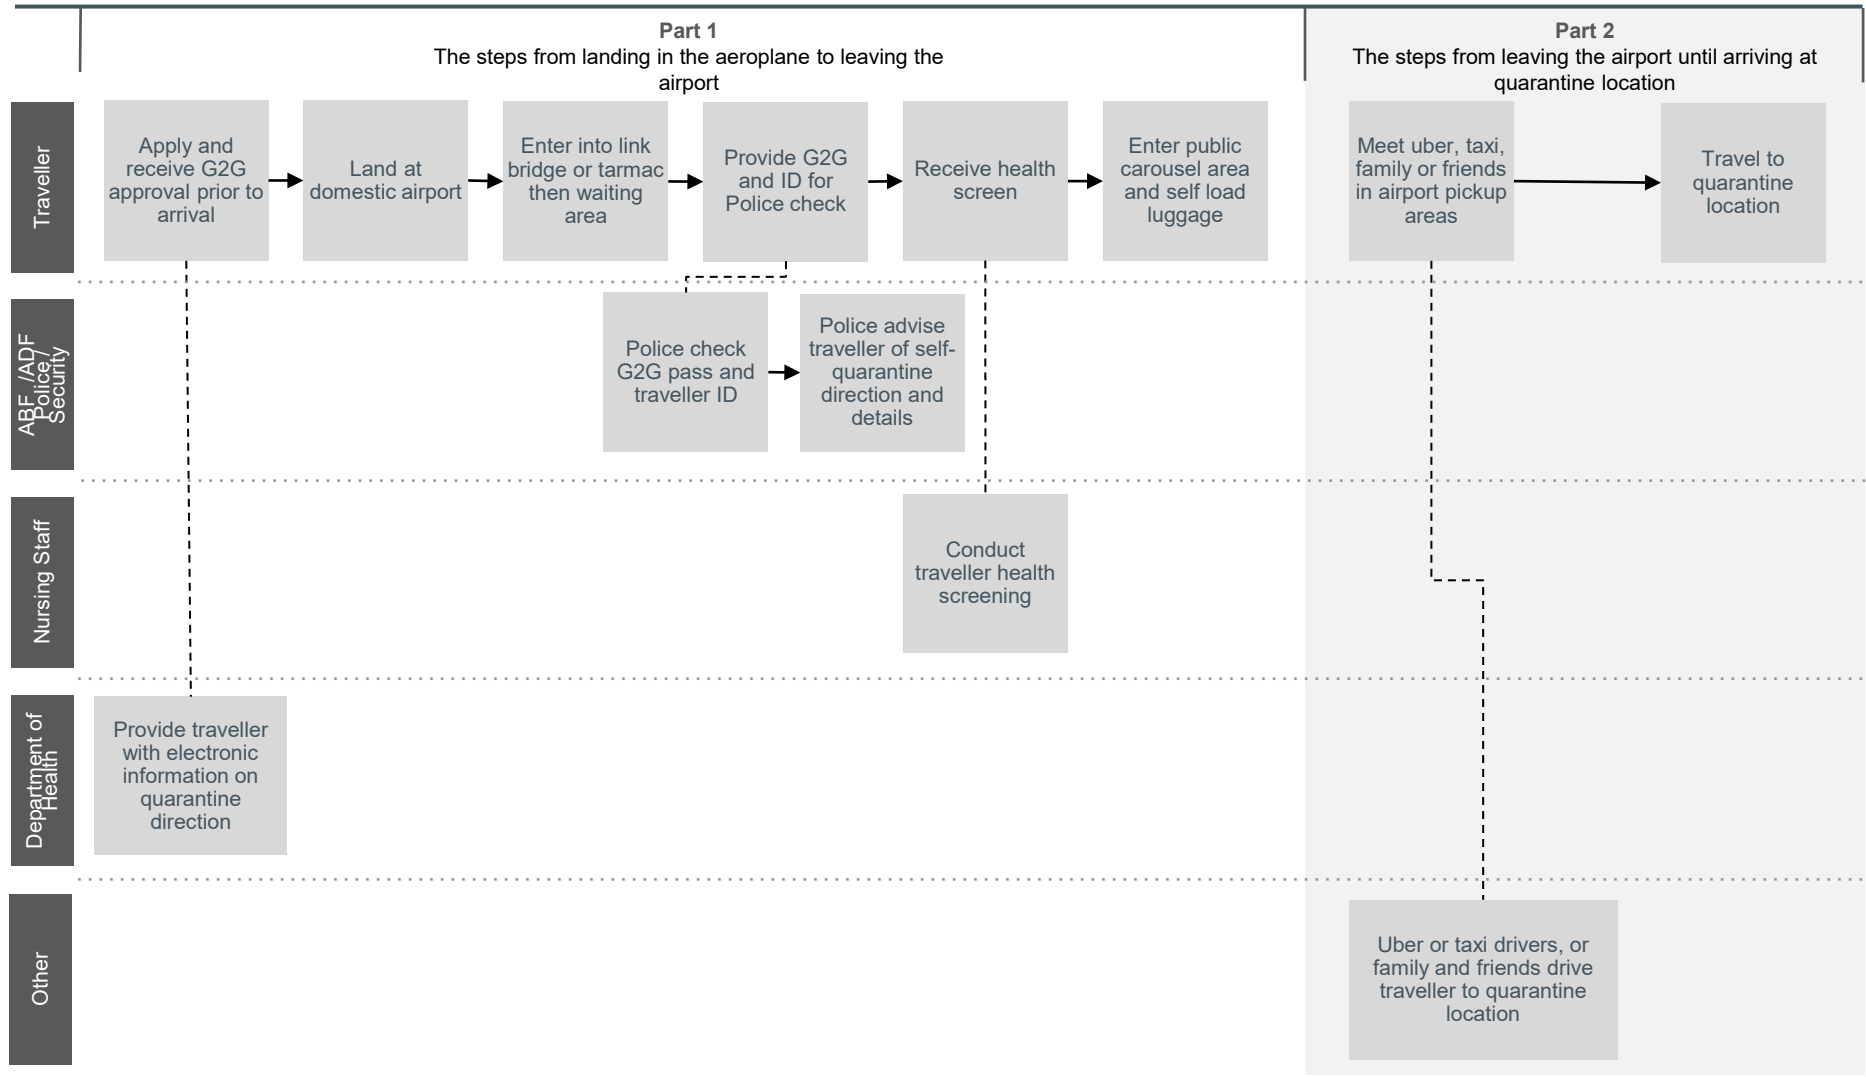 Part 1
The steps from landing in the aeroplane to leaving the
airport
Part 2
The steps from leaving the airport until arriving at
quarantine location
Traveller
Apply and
receive G2G
approval prior to
arrival
Land at
domestic airport
Enter into link
bridge or tarmac
then waiting
area
Provide G2G
and ID for
Police check
Receive health
screen
Enter public
carousel area
and self load
luggage
Meet uber, taxi,
family or friends
in airport pickup
areas
Travel to
quarantine
location
ABF /ADF
Police/
Security
Police check
G2G pass and
traveller ID
Police advise
traveller of self-
quarantine
direction and
details
Nursing Staff
Conduct
traveller health
screening
Department of
Health
Provide traveller
with electronic
information on
quarantine
direction
Other
Uber or taxi drivers, or
family and friends drive
traveller to quarantine
location